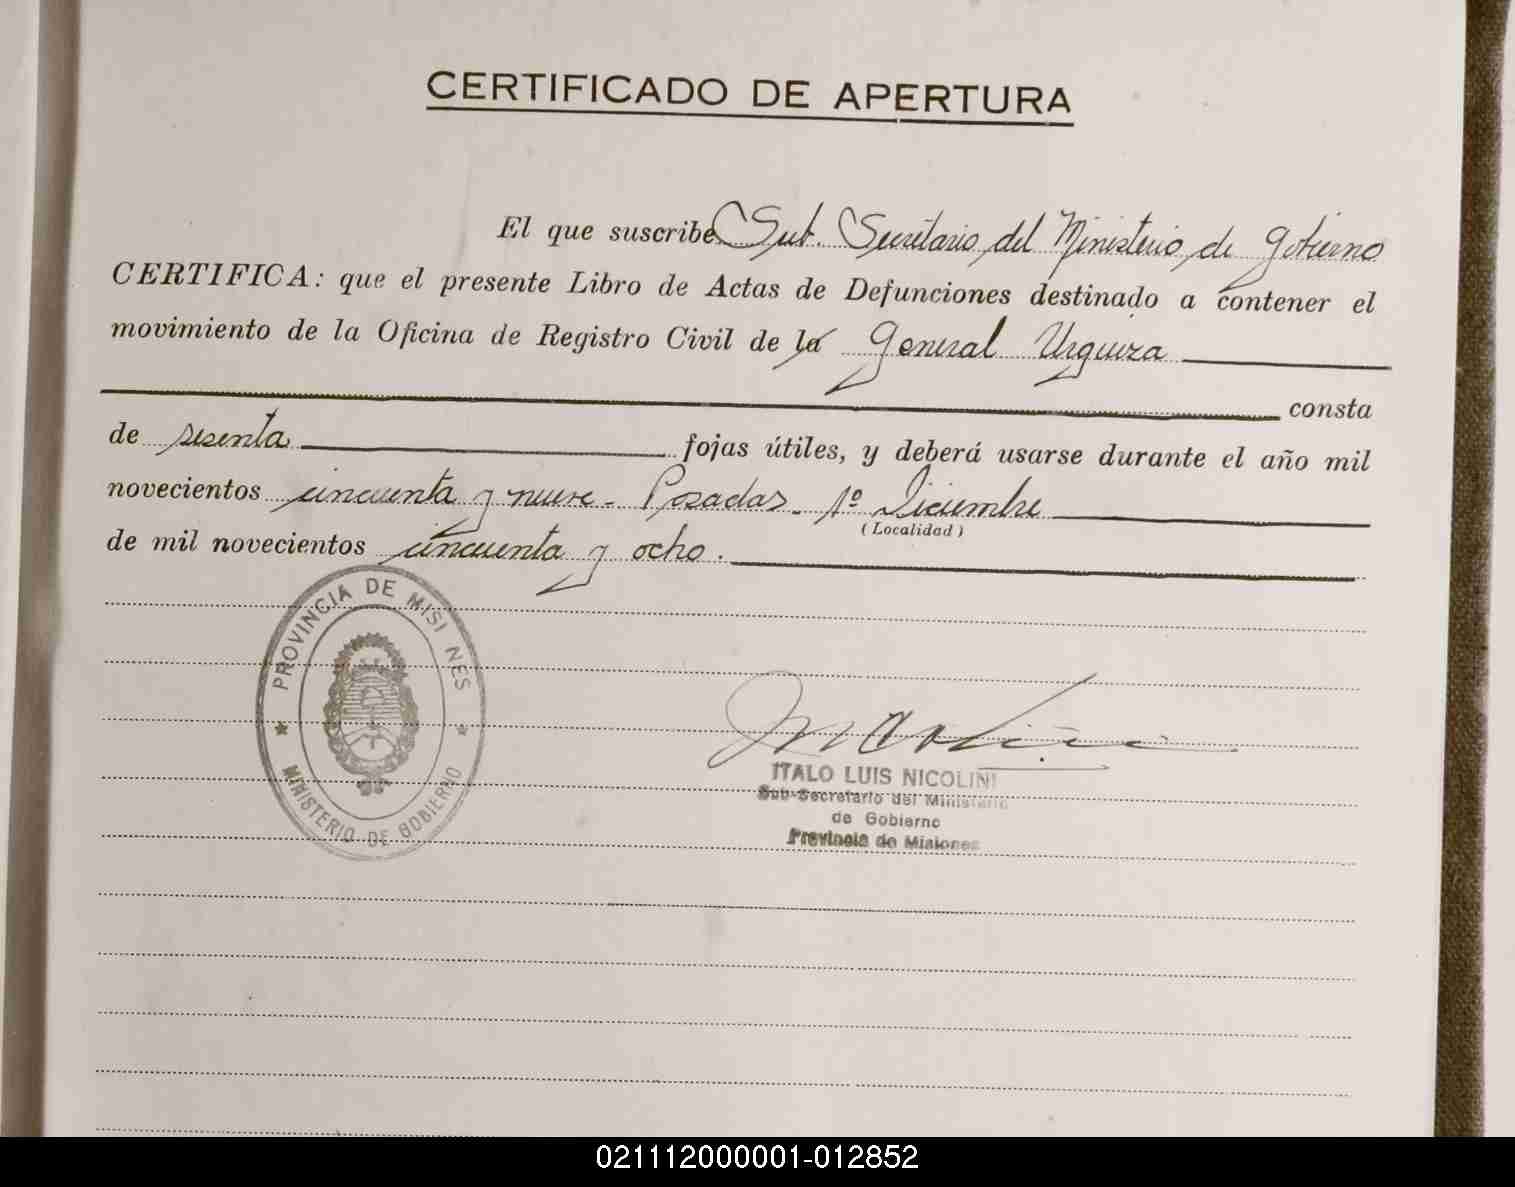 CERTIFICADO DE APERTURA
El que suscribe Sub. Secretario del Ministerio de Gobierno
CERTIFICA: que el presente Libro de Actas de Defunciones destinado a contener el
movimiento de la Oficina de Registro Civil de la General Urquiza
consta
de sesenta fojas útiles, y deberá usarse durante el año mil
novecientos cincuenta y nueve - Posadas - 1º Diciembre
(Localidad)
de mil novecientos cincuenta y ocho.
PROVINCIA DE MISI NES
MINISTERIO DE GOBIERNO
Nicolini
ITALO LUIS NICOLINI
Sub-Secretario del Ministerio
de Gobierno
Provincia de Misiones
021112000001-012852